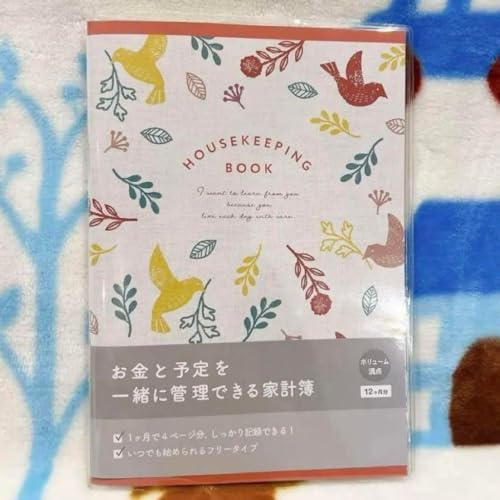 HOUSEKEEPING
BOOK
I want to learn from you
because you
live each day with care.
お金と予定を
一緒に管理できる家計簿
ボリューム
満点
12ヶ月分
1ヶ月で4ページ分、しっかり記録できる!
いつでも始められるフリータイプ